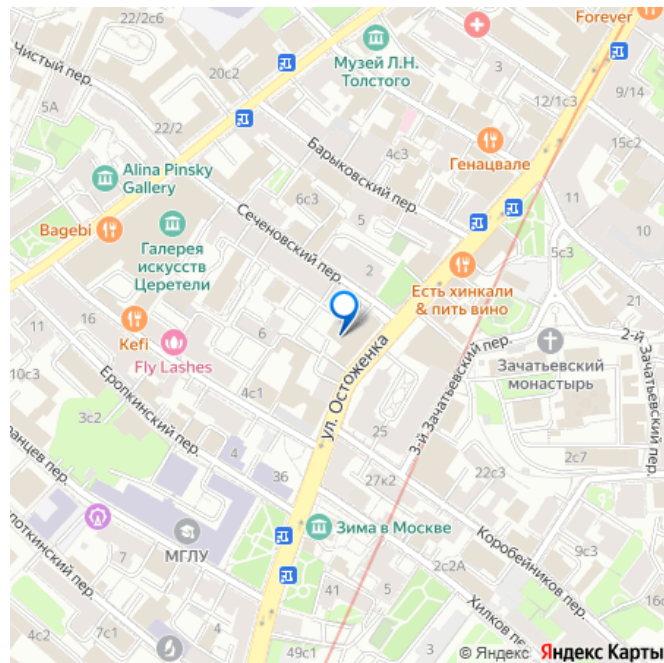 22/2с6
Forever
Чистый пер.
20с2
Музей Л.Н.
Толстого
3
12/1с3
9/14
5А
22/2
15с2
Барыковский пер.
4с3
Генацвале
Alina Pinsky
Gallery
6с3
11
Сеченовский пер.
5
10
Bagebi
Галерея
искусств
Церетели
2
5с3
Есть хинкали
& пить вино
21
11
16
6
Kefi
Fly Lashes
ул. Остоженка
3-й Зачатьевский пер.
Зачатьевский
монастырь
2-й Зачатьевский пер.
10с3
4с1
3с2
Еропкинский пер.
25
4
2с7
36
27к2
22с3
Зима в Москве
МГЛУ
Коробейников пер.
9с3
7
41
5
2с2А
7с1
4
49с1
Хилков пер.
3
16с
© Яндекс Яндекс Карты